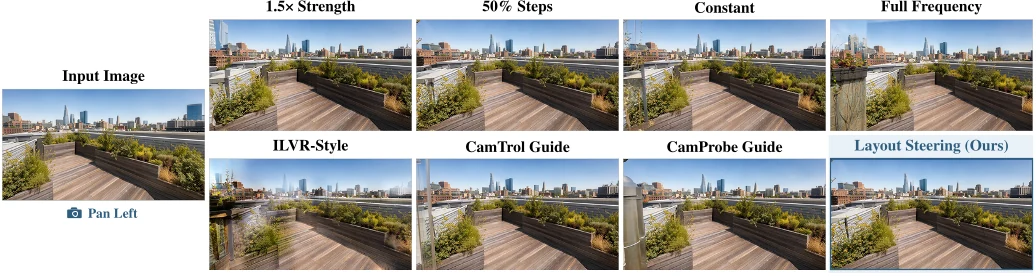 1.5× Strength
50% Steps
Constant
Full Frequency
Input Image
Pan Left
ILVR-Style
CamTrol Guide
CamProbe Guide
Layout Steering (Ours)